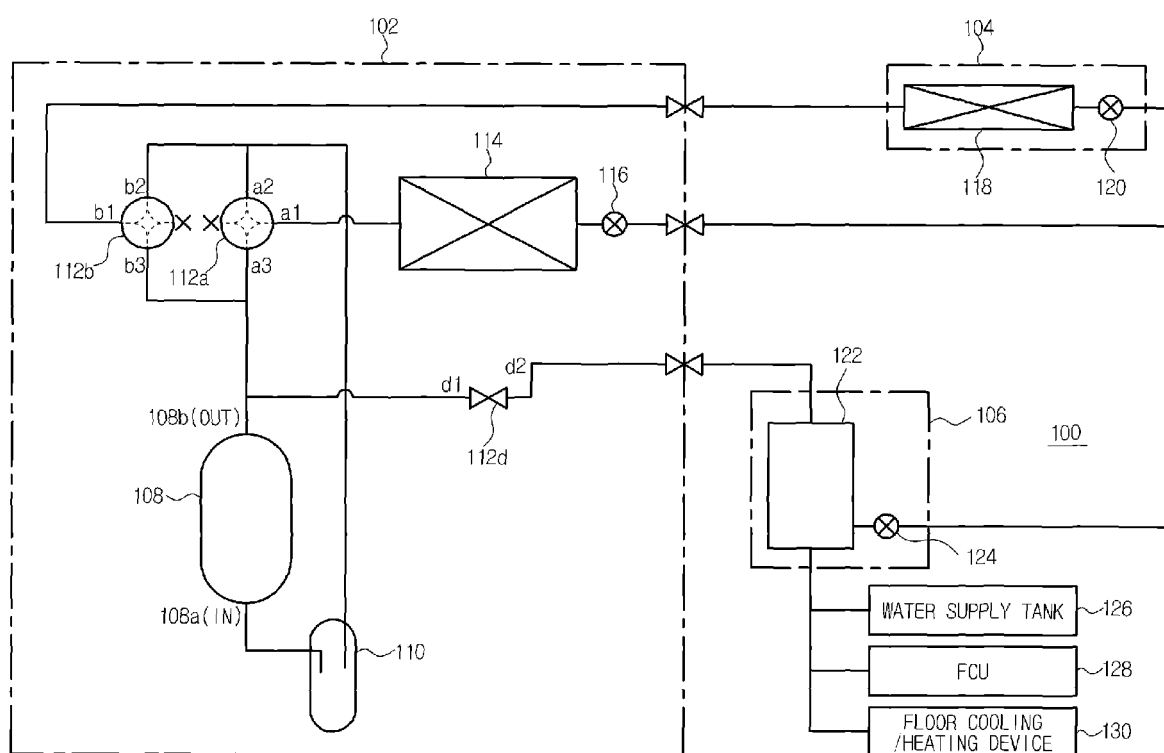 102
104
114
116
118
120
b2
a2
b1
a1
b3
a3
112b
112a
d2
122
d1
108b(OUT)
106
100
112d
108
124
108a(IN)
WATER SUPPLY TANK
126
110
FCU
128
FLOOR COOLING
/HEATING DEVICE
130